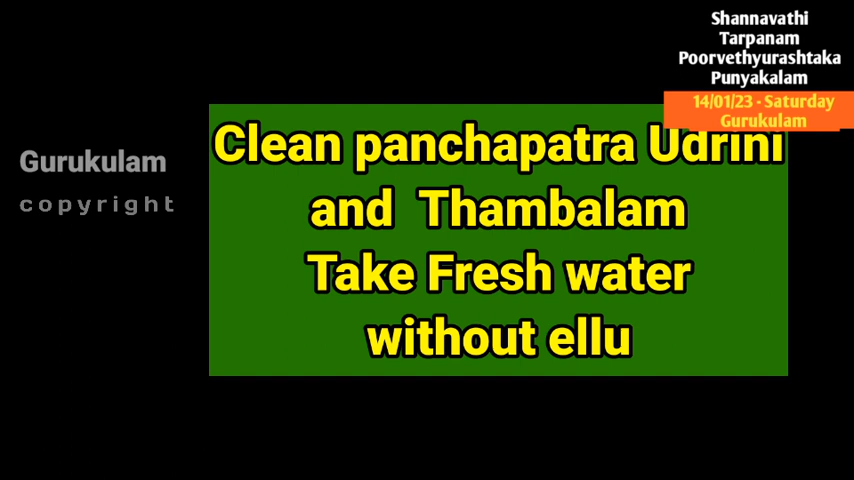 Shannavathi
Tarpanam
Poorvethyurashtaka
Punyakalam
14/01/23 - Saturday
Gurukulam
Gurukulam
copyright
Clean panchapatra Udrini
and Thambalam
Take Fresh water
without ellu